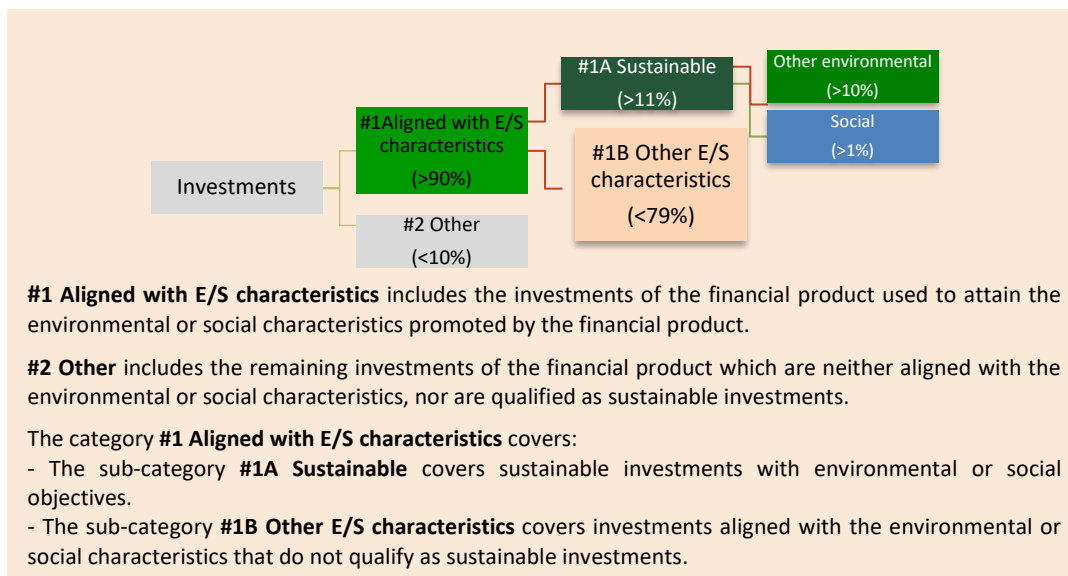 Investments
#1Aligned with E/S
characteristics
(>90%)
#2 Other
(<10%)
#1A Sustainable
(>11%)
#1B Other E/S
characteristics
(<79%)
Other environmental
(>10%)
Social
(>1%)
#1 Aligned with E/S characteristics includes the investments of the financial product used to attain the
environmental or social characteristics promoted by the financial product.
#2 Other includes the remaining investments of the financial product which are neither aligned with the
environmental or social characteristics, nor are qualified as sustainable investments.
The category #1 Aligned with E/S characteristics covers:
- The sub-category #1A Sustainable covers sustainable investments with environmental or social
objectives.
- The sub-category #1B Other E/S characteristics covers investments aligned with the environmental or
social characteristics that do not qualify as sustainable investments.